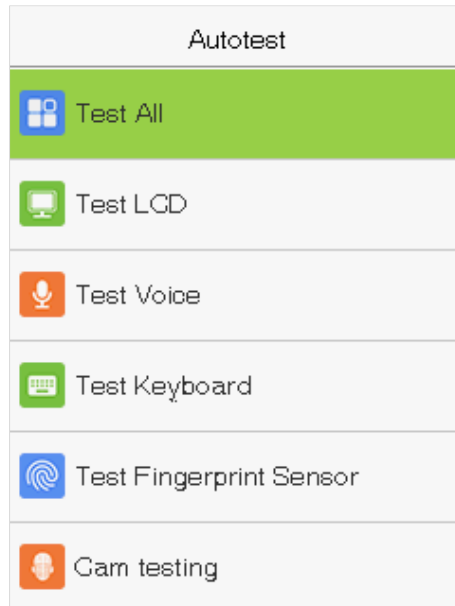 Autotest
Test All
Test LCD
Test Voice
Test Keyboard
Test Fingerprint Sensor
Cam testing